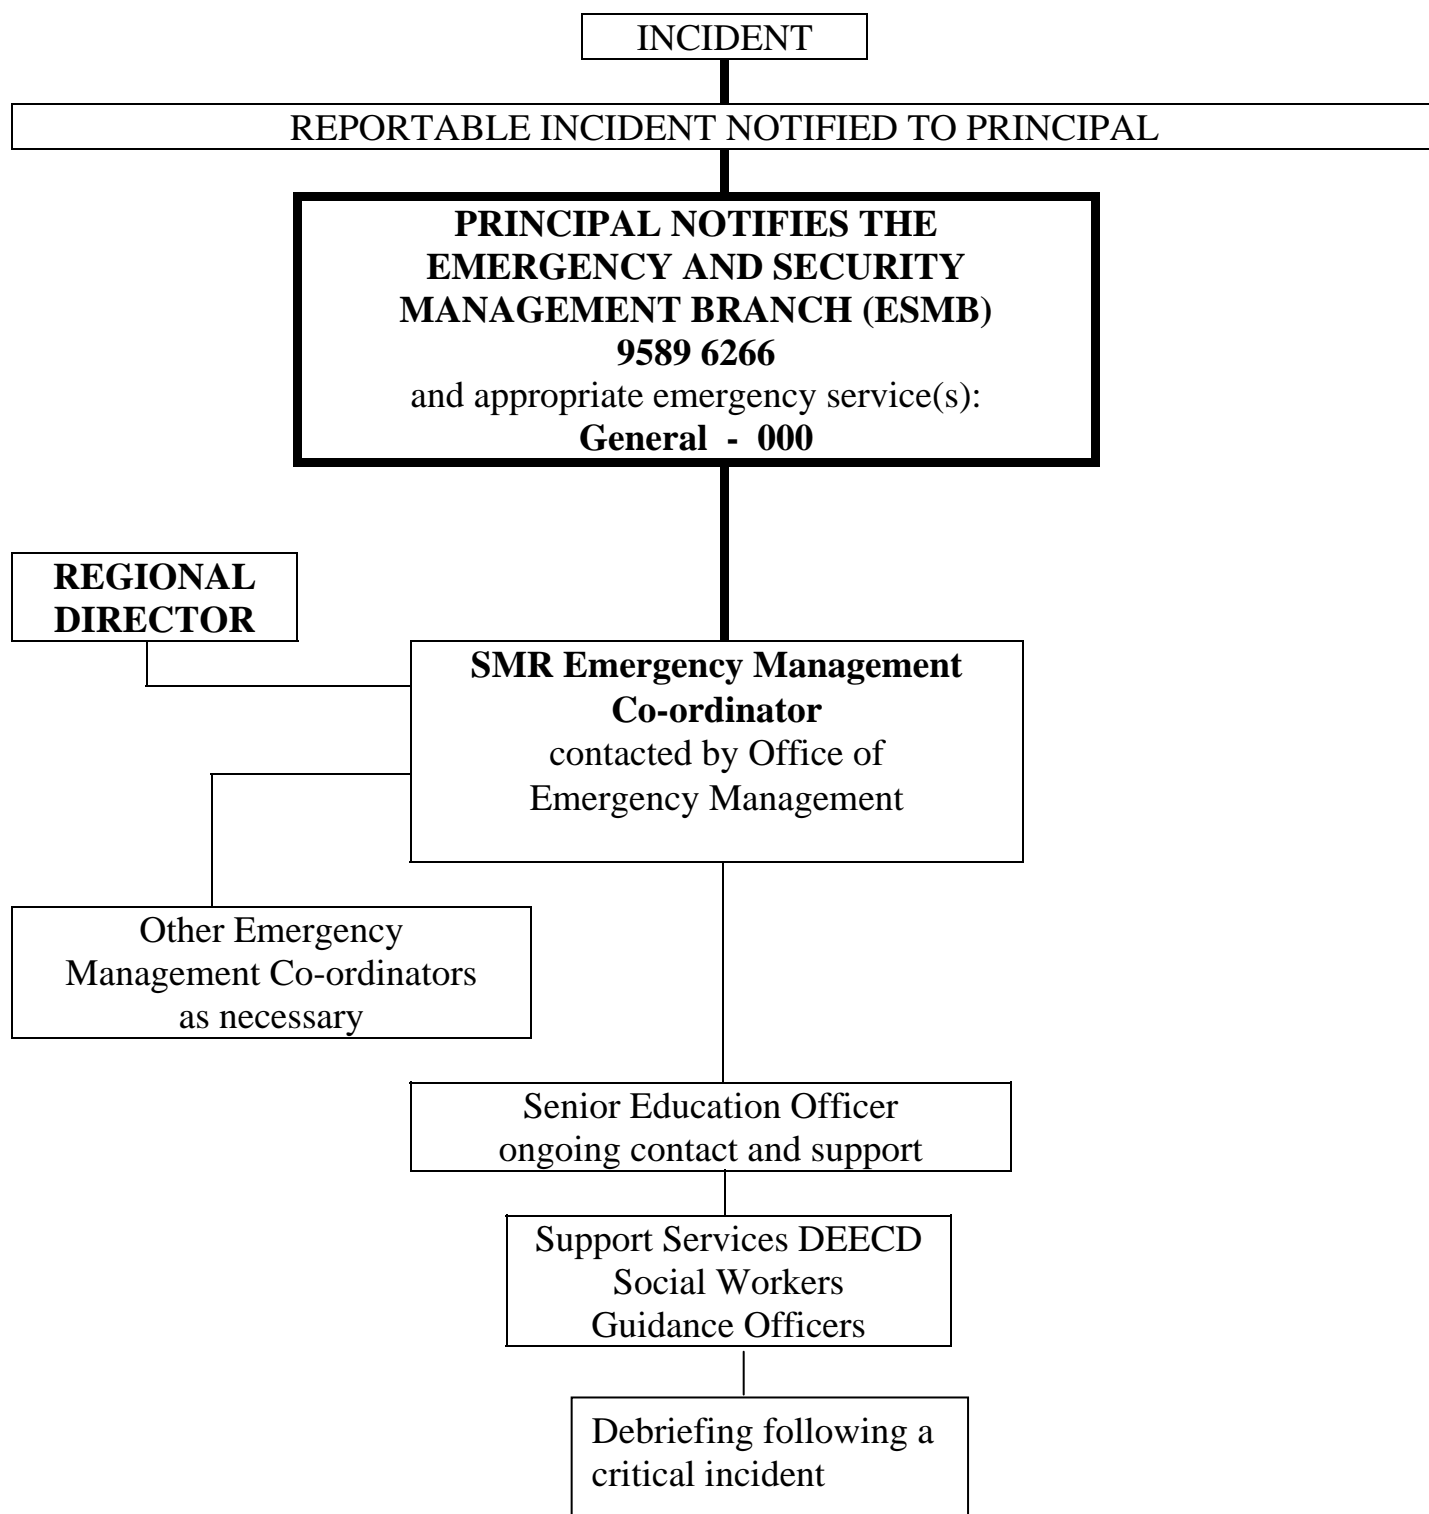 INCIDENT
REPORTABLE INCIDENT NOTIFIED TO PRINCIPAL
PRINCIPAL NOTIFIES THE
EMERGENCY AND SECURITY
MANAGEMENT BRANCH (ESMB)
9589 6266
and appropriate emergency service(s):
General - 000
REGIONAL
DIRECTOR
SMR Emergency Management
Co-ordinator
contacted by Office of
Emergency Management
Other Emergency
Management Co-ordinators
as necessary
Senior Education Officer
ongoing contact and support
Support Services DEECD
Social Workers
Guidance Officers
Debriefing following a
critical incident